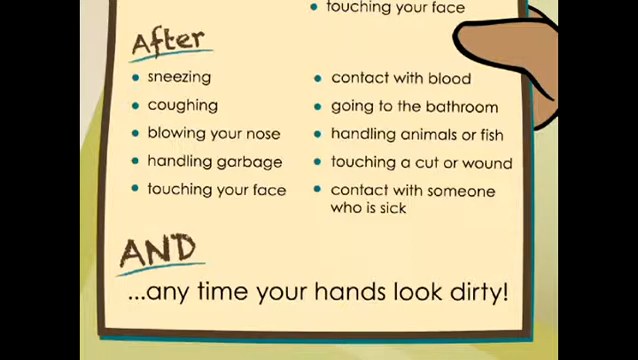 touching your face
After
sneezing
coughing
blowing your nose
handling garbage
touching your face
contact with blood
going to the bathroom
handling animals or fish
touching a cut or wound
contact with someone
who is sick
AND
...any time your hands look dirty!